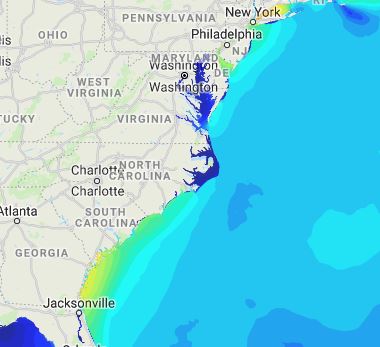 New York
PENNSYLVANIA
OHIO
Philadelphia
MARYLAND
NJ
Washington
DE
Washington
WEST
VIRGINIA
VIRGINIA
Charlotte
NORTH
CAROLINA
Charlotte
Atlanta
SOUTH
CAROLINA
GEORGIA
Jacksonville